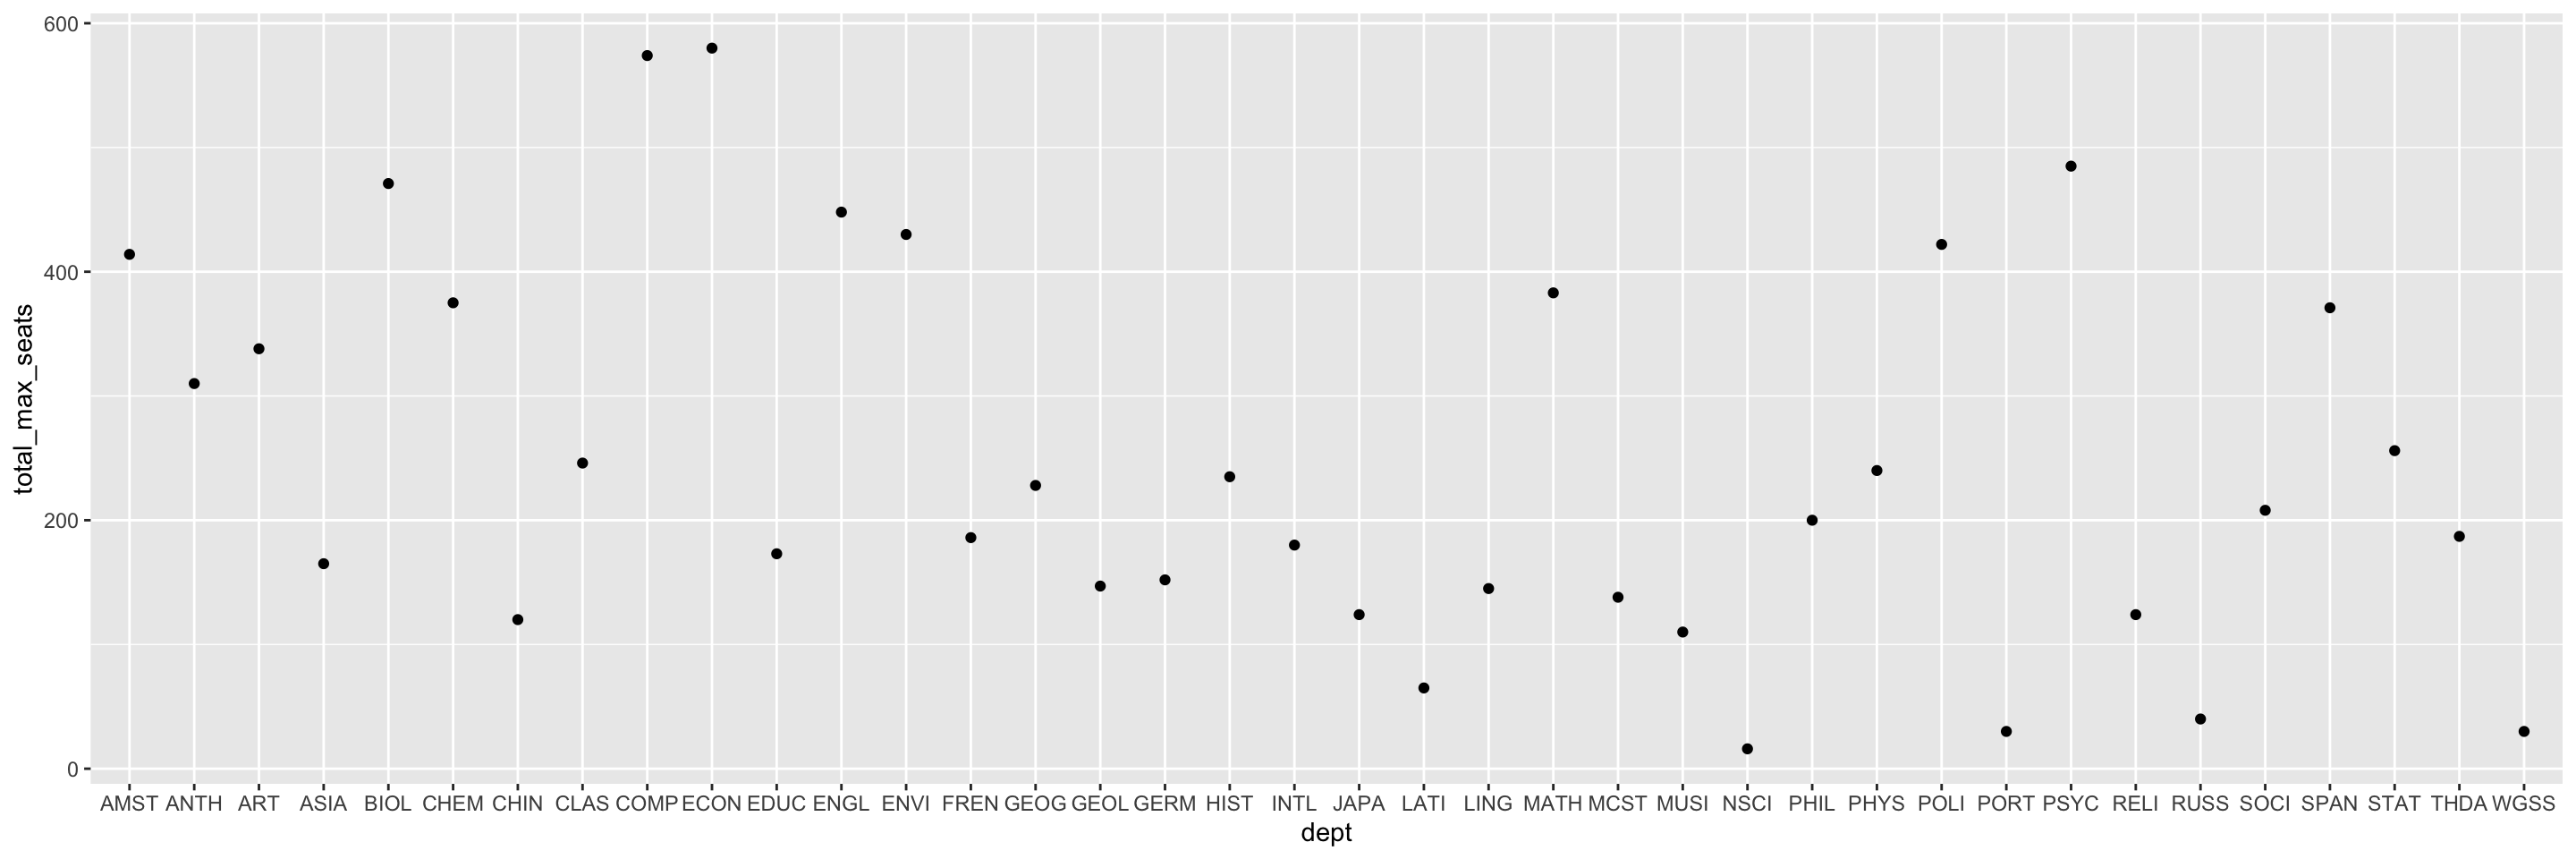 600
400
200
0
total_max_seats
AMST ANTH ART ASIA BIOL CHEM CHIN CLAS COMP ECON EDUC ENGL ENVI FREN GEOG GEOL GERM HIST INTL JAPA LATI LING MATH MCST MUSI NSCI PHIL PHYS POLI PORT PSYC RELI RUSS SOCI SPAN STAT THDA WGSS
dept